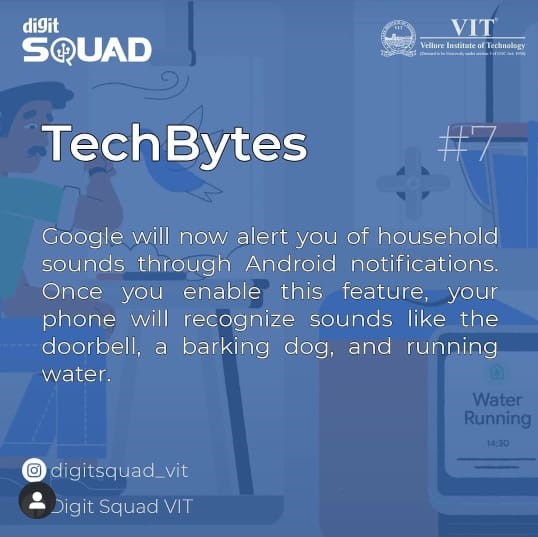 digit
SQUAD
VIT
Vellore Institute of Technology
TechBytes
#7
Google will now alert you of household
sounds through Android notifications.
Once you enable this feature, your
phone will recognize sounds like the
doorbell, a barking dog, and running
water.
Water
Running
14:30
digitsquad_vit
Digit Squad VIT